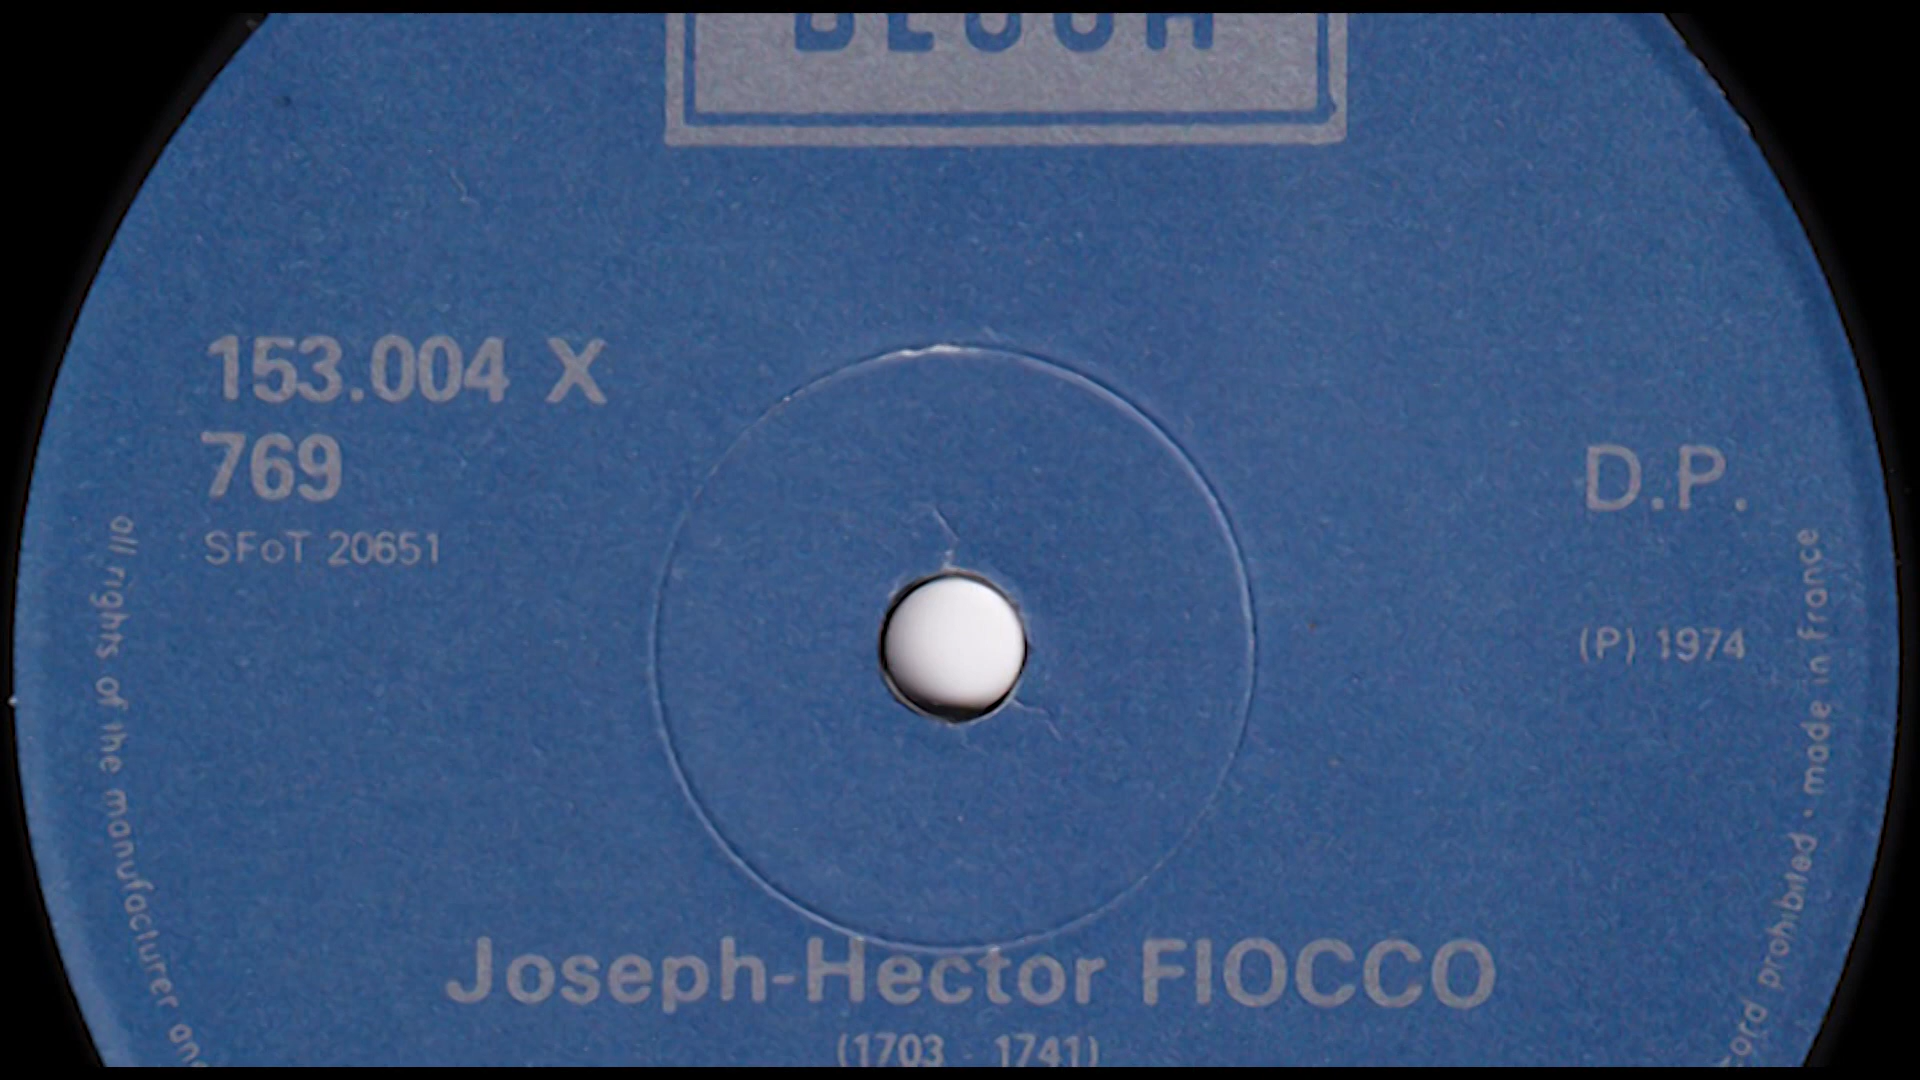 DECCA
153.004 X
769
SFoT 20651
D.P.
(P) 1974
Joseph-Hector FIOCCO
(1703 - 1741)
all rights of the manufacturer
prohibited • made in france